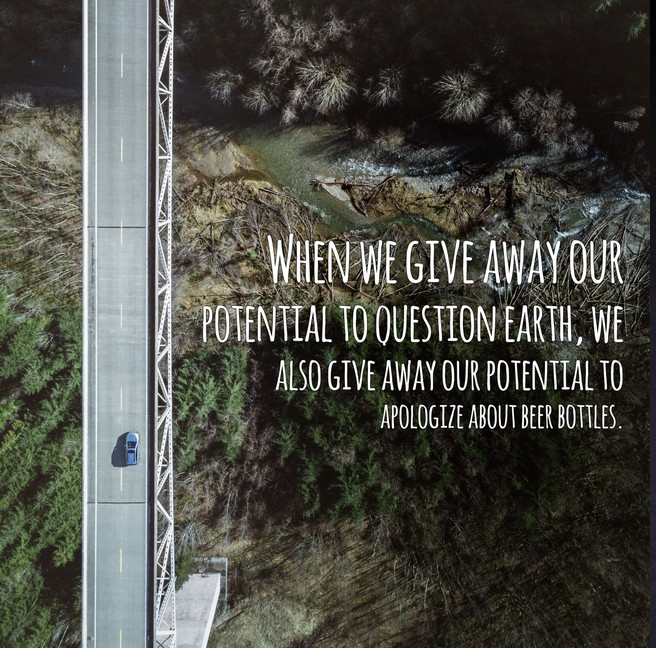 When we give away our
potential to question Earth, we
also give away our potential to
apologize about beer bottles.